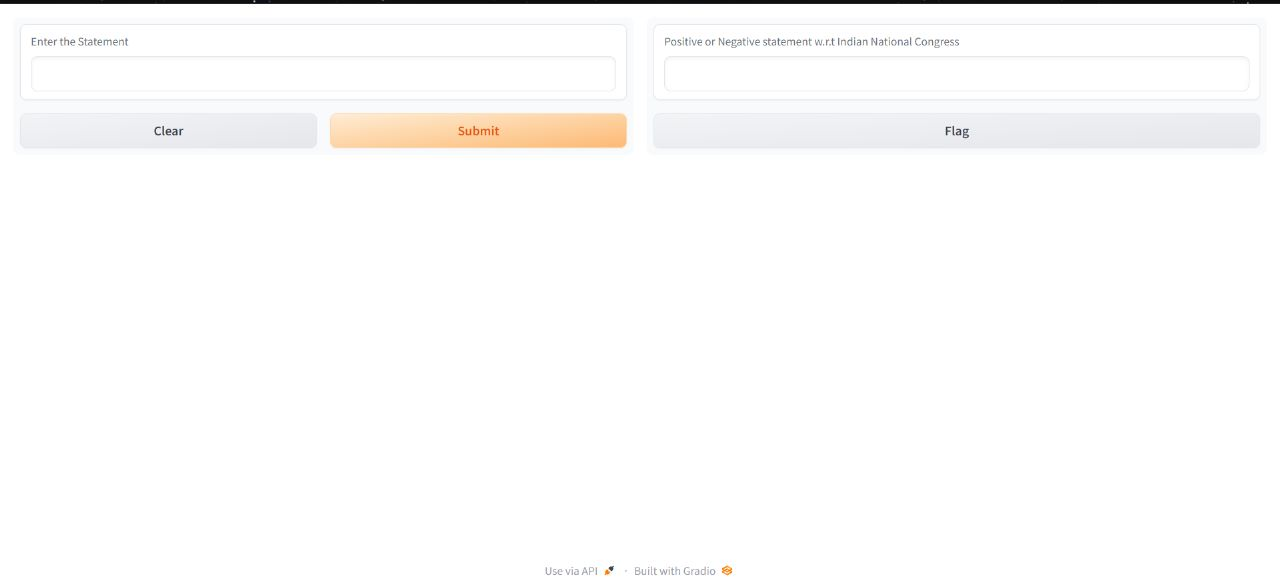 Enter the Statement
Positive or Negative statement w.r.t Indian National Congress
Clear
Submit
Flag
Use via API · Built with Gradio